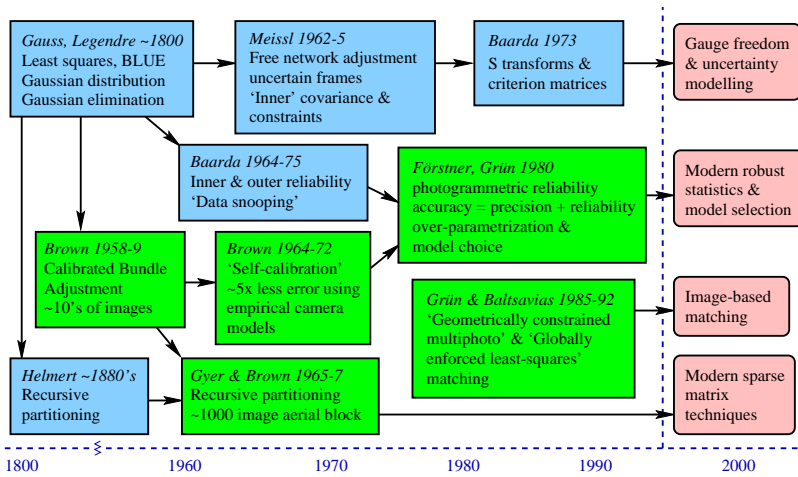 Gauss, Legendre ~1800
Least squares, BLUE
Gaussian distribution
Gaussian elimination
Meissl 1962-5
Free network adjustment
uncertain frames
‘Inner’ covariance &
constraints
Baarda 1973
S transforms &
criterion matrices
Gauge freedom
& uncertainty
modelling
Baarda 1964-75
Inner & outer reliability
‘Data snooping’
Förstner, Grün 1980
photogrammetric reliability
accuracy = precision + reliability
over-parametrization &
model choice
Modern robust
statistics &
model selection
Brown 1958-9
Calibrated Bundle
Adjustment
~10’s of images
Brown 1964-72
‘Self-calibration’
~5x less error using
empirical camera
models
Grün & Baltsavias 1985-92
‘Geometrically constrained
multiphoto’ & ‘Globally
enforced least-squares’
matching
Image-based
matching
Helmert ~1880’s
Recursive
partitioning
Gyer & Brown 1965-7
Recursive partitioning
~1000 image aerial block
Modern sparse
matrix
techniques
1800 1960 1970 1980 1990 2000